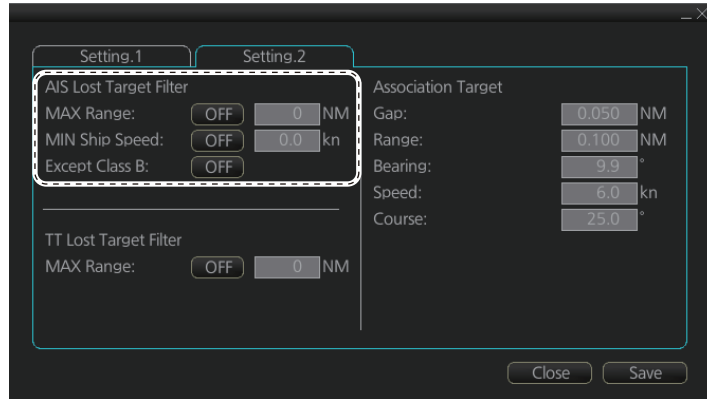 Setting.1 Setting.2
AIS Lost Target Filter
MAX Range: OFF 0 NM
MIN Ship Speed: OFF 0.0 kn
Except Class B: OFF
TT Lost Target Filter
MAX Range: OFF 0 NM
Association Target
Gap: 0.050 NM
Range: 0.100 NM
Bearing: 9.9 °
Speed: 6.0 kn
Course: 25.0 °
Close Save